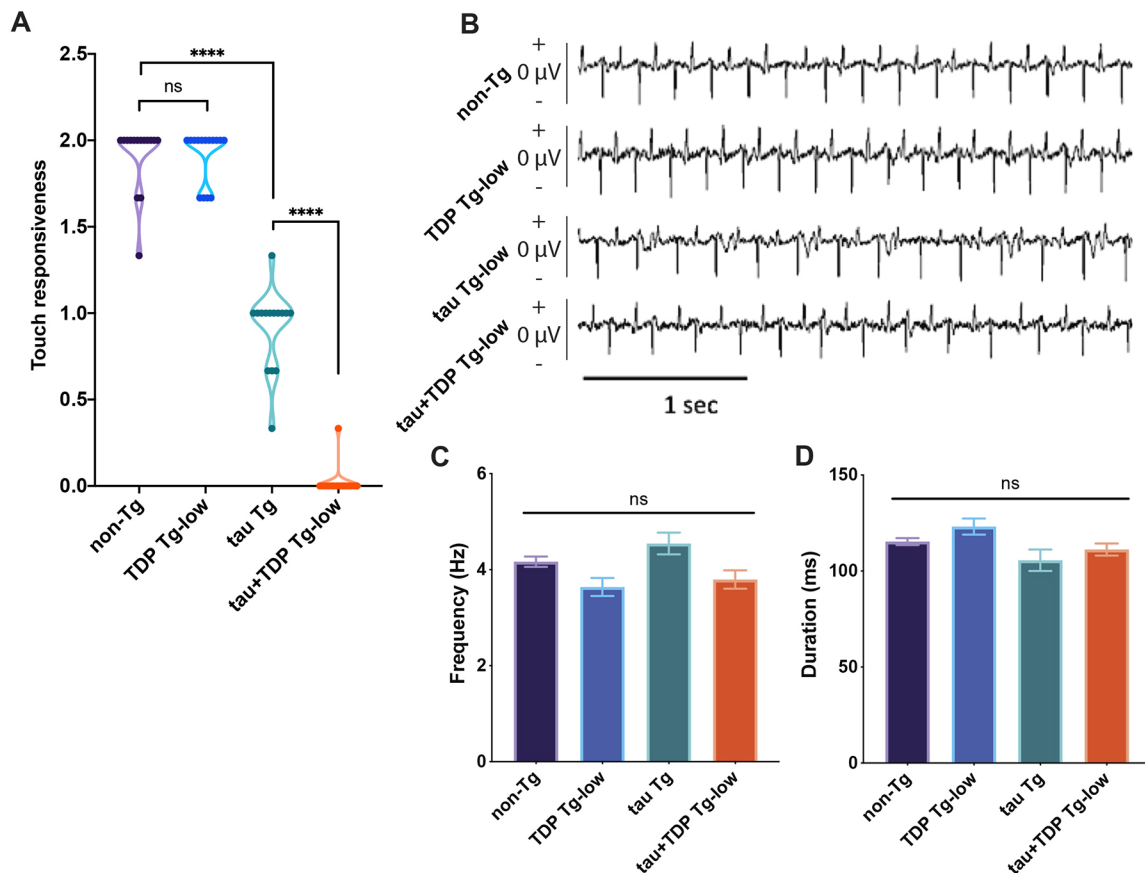 A
Touch responsiveness
2.5
2.0
1.5
1.0
0.5
0.0
****
ns
****
non-Tg
TDP Tg-low
tau Tg
tau+TDP Tg-low
B
non-Tg
+
0 µV
-
TDP Tg-low
+
0 µV
-
tau Tg-low
+
0 µV
-
tau+TDP Tg-low
+
0 µV
-
1 sec
C
Frequency (Hz)
6
4
2
0
ns
non-Tg
TDP Tg-low
tau Tg
tau+TDP Tg-low
D
Duration (ms)
150
100
50
0
ns
non-Tg
TDP Tg-low
tau Tg
tau+TDP Tg-low